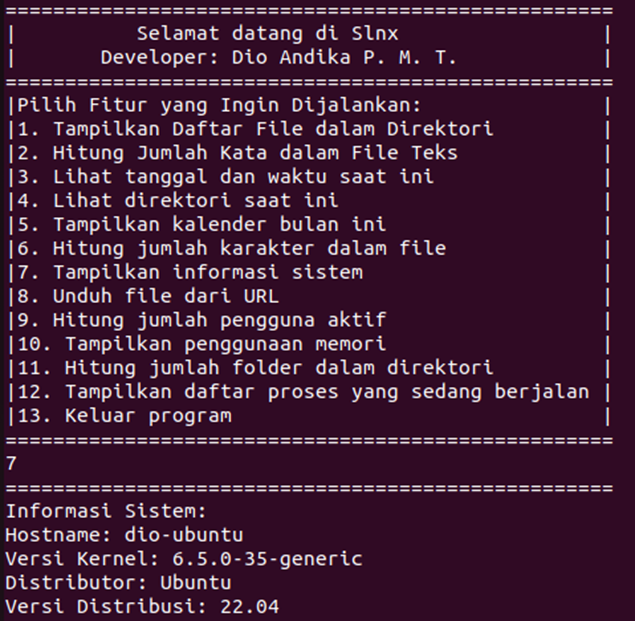 ===================================================
| Selamat datang di Slnx |
| Developer: Dio Andika P. M. T. |
===================================================
|Pilih Fitur yang Ingin Dijalankan: |
|1. Tampilkan Daftar File dalam Direktori |
|2. Hitung Jumlah Kata dalam File Teks |
|3. Lihat tanggal dan waktu saat ini |
|4. Lihat direktori saat ini |
|5. Tampilkan kalender bulan ini |
|6. Hitung jumlah karakter dalam file |
|7. Tampilkan informasi sistem |
|8. Unduh file dari URL |
|9. Hitung jumlah pengguna aktif |
|10. Tampilkan penggunaan memori |
|11. Hitung jumlah folder dalam direktori |
|12. Tampilkan daftar proses yang sedang berjalan |
|13. Keluar program |
===================================================
7
===================================================
Informasi Sistem:
Hostname: dio-ubuntu
Versi Kernel: 6.5.0-35-generic
Distributor: Ubuntu
Versi Distribusi: 22.04